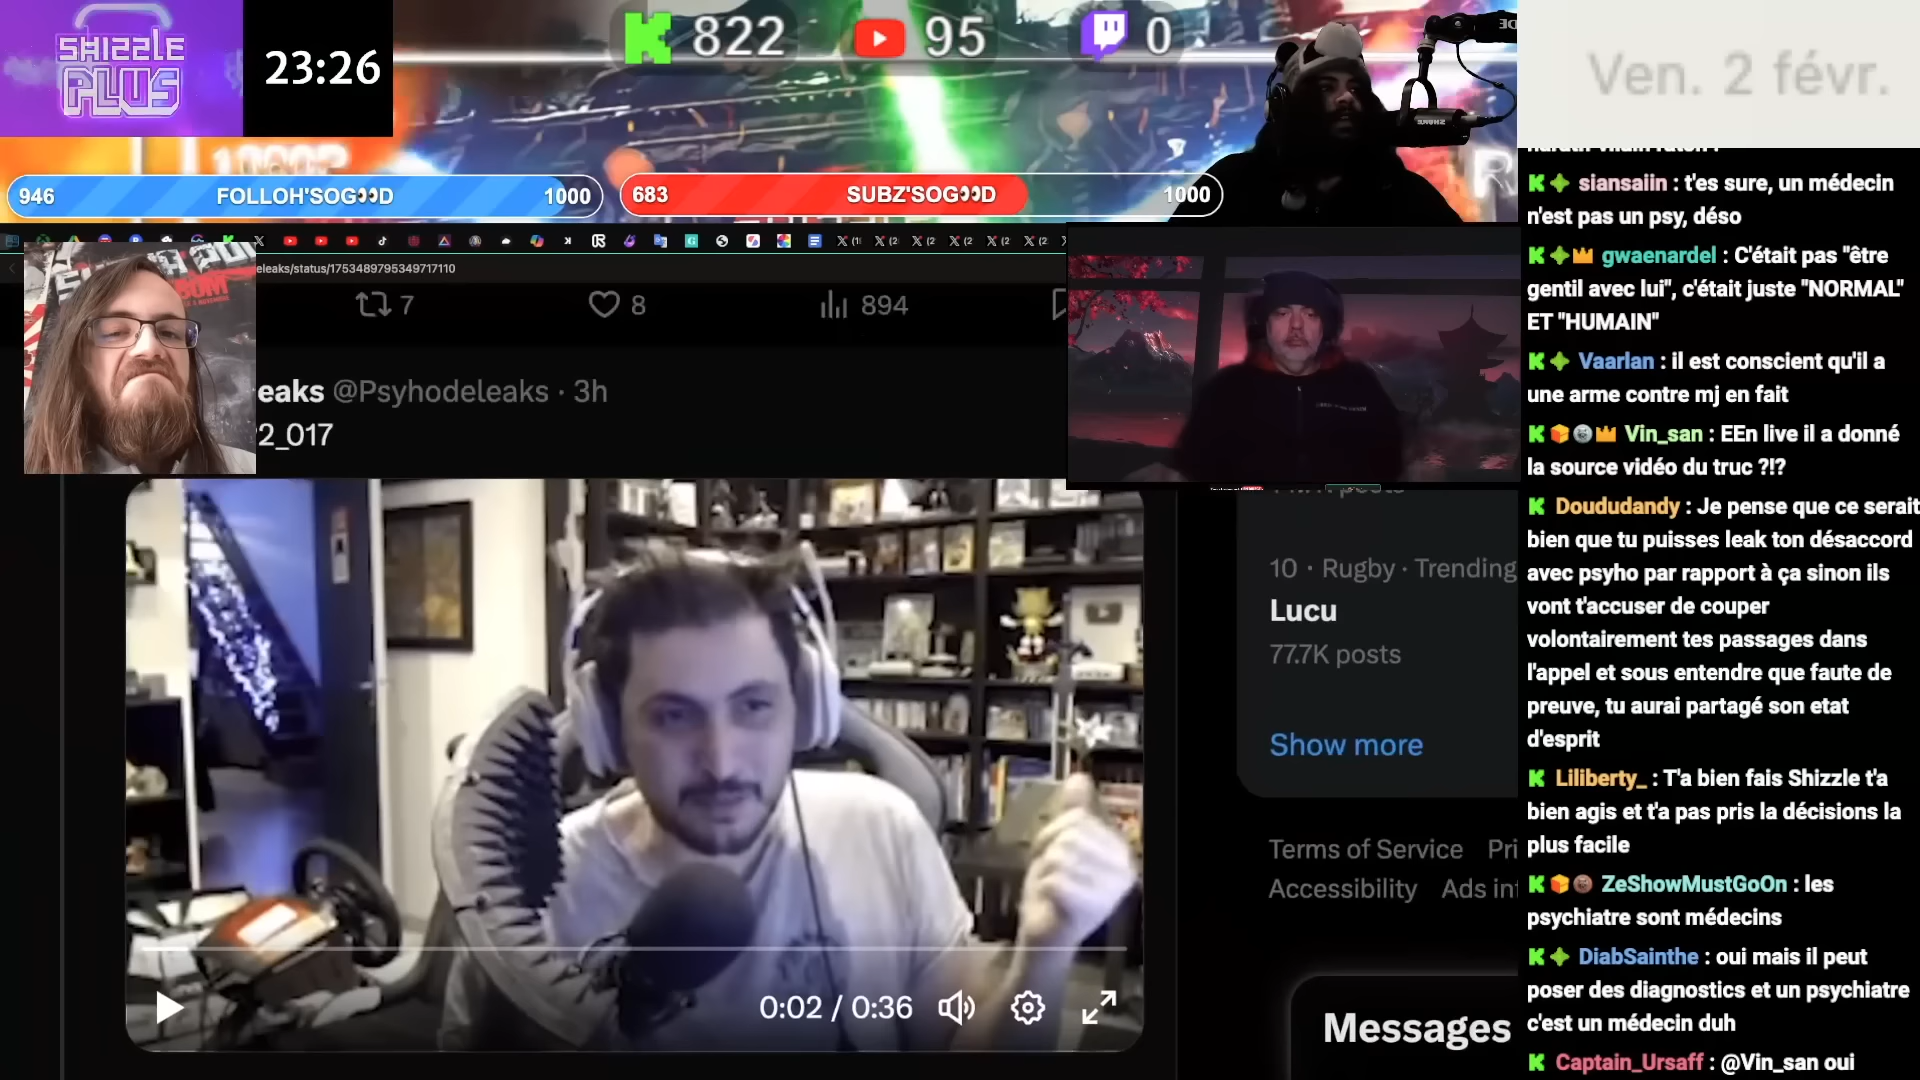 SHIZZLE
PLUS
23:26
822
95
0
Ven. 2 févr.
946 FOLLOH'SOG👀D 1000
683 SUBZ'SOG👀D 1000
eleaks/status/1753489795349717110
7
8
894
eaks @Psyhodeleaks · 3h
2_017
0:02 / 0:36
10 · Rugby · Trending
Lucu
77.7K posts
Show more
Terms of Service Pri
Accessibility Ads inf
Messages
siansaiin : t'es sure, un médecin
n'est pas un psy, déso
gwaenardel : C'était pas "être
gentil avec lui", c'était juste "NORMAL"
ET "HUMAIN"
Vaarlan : il est conscient qu'il a
une arme contre mj en fait
Vin_san : EEn live il a donné
la source vidéo du truc ?!?
Doududandy : Je pense que ce serait
bien que tu puisses leak ton désaccord
avec psyho par rapport à ça sinon ils
vont t'accuser de couper
volontairement tes passages dans
l'appel et sous entendre que faute de
preuve, tu aurai partagé son etat
d'esprit
Liliberty_ : T'a bien fais Shizzle t'a
bien agis et t'a pas pris la décisions la
plus facile
ZeShowMustGoOn : les
psychiatre sont médecins
DiabSainthe : oui mais il peut
poser des diagnostics et un psychiatre
c'est un médecin duh
Captain_Ursaff : @Vin_san oui